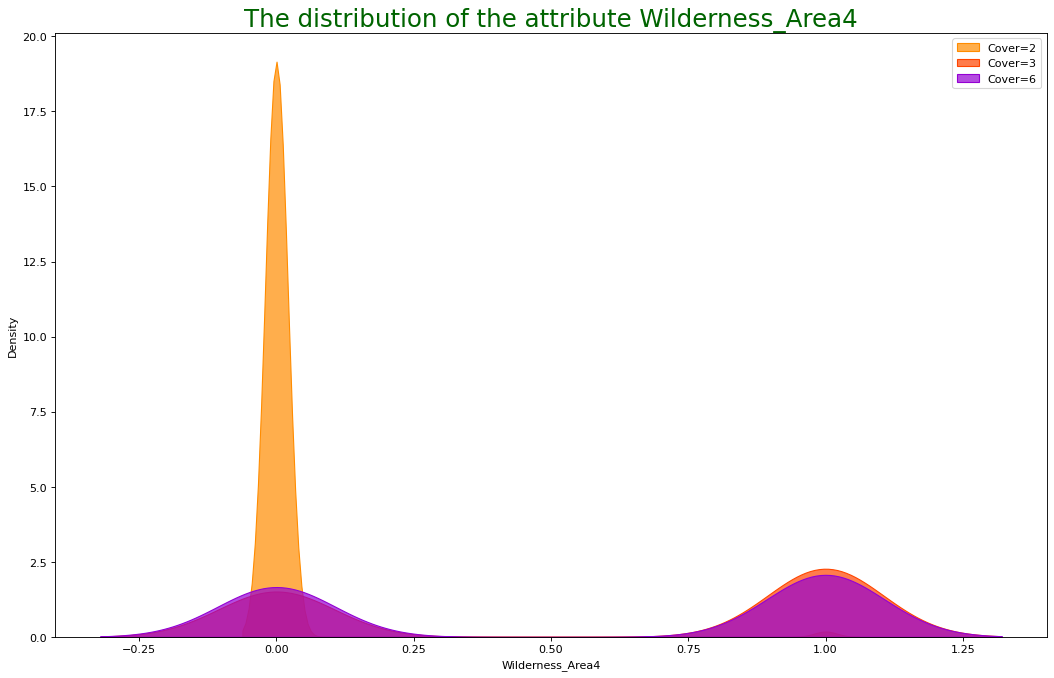 The distribution of the attribute Wilderness_Area4
20.0
17.5
15.0
12.5
10.0
7.5
5.0
2.5
0.0
Density
Cover=2
Cover=3
Cover=6
−0.25
0.00
0.25
0.50
0.75
1.00
1.25
Wilderness_Area4